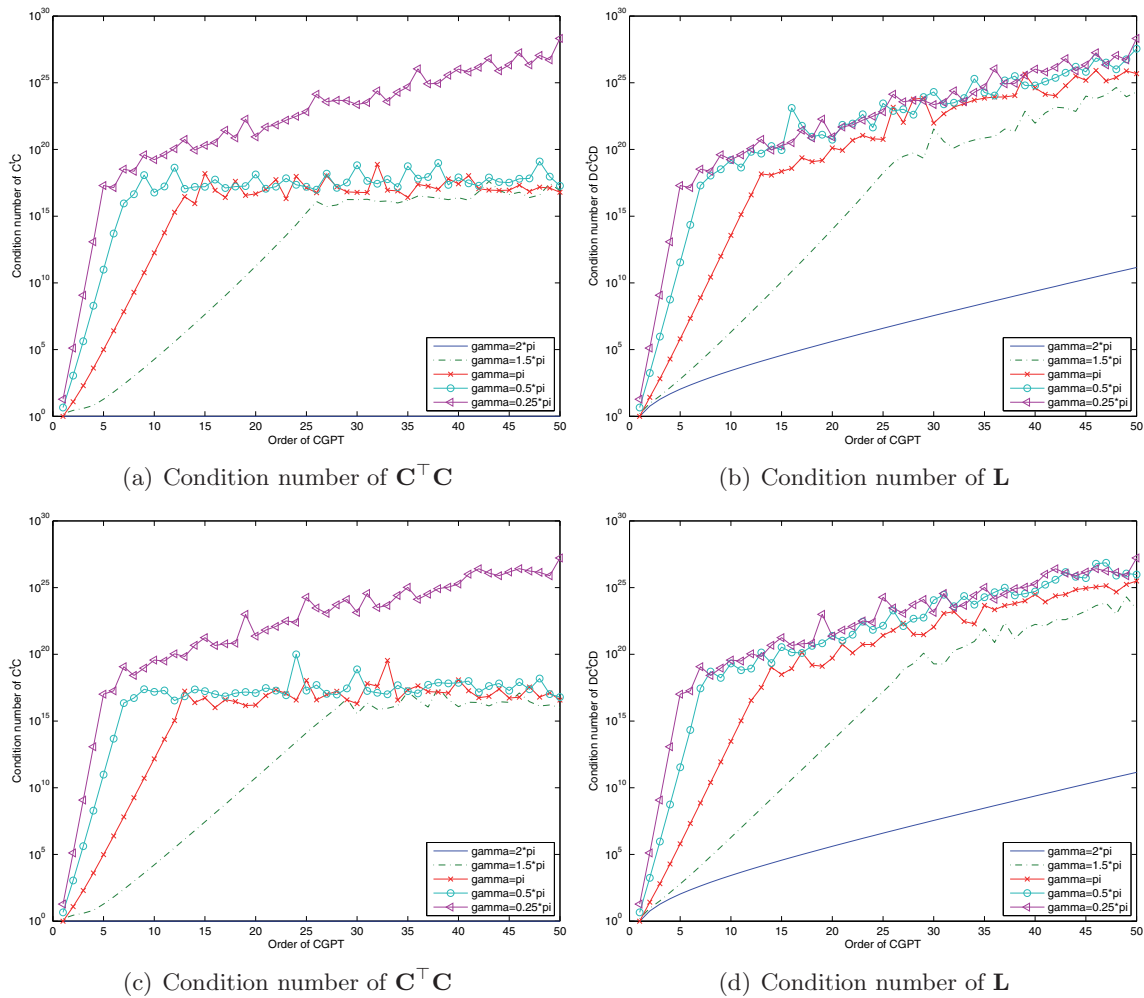 10^30
10^25
10^20
10^15
10^10
10^5
10^0
Condition number of C^tC
0 5 10 15 20 25 30 35 40 45 50
Order of CGPT
gamma=2*pi
gamma=1.5*pi
gamma=pi
gamma=0.5*pi
gamma=0.25*pi
(a) Condition number of C^⊤C
10^30
10^25
10^20
10^15
10^10
10^5
10^0
Condition number of DC^tCD
0 5 10 15 20 25 30 35 40 45 50
Order of CGPT
gamma=2*pi
gamma=1.5*pi
gamma=pi
gamma=0.5*pi
gamma=0.25*pi
(b) Condition number of L
10^30
10^25
10^20
10^15
10^10
10^5
10^0
Condition number of C^tC
0 5 10 15 20 25 30 35 40 45 50
Order of CGPT
gamma=2*pi
gamma=1.5*pi
gamma=pi
gamma=0.5*pi
gamma=0.25*pi
(c) Condition number of C^⊤C
10^30
10^25
10^20
10^15
10^10
10^5
10^0
Condition number of DC^tCD
0 5 10 15 20 25 30 35 40 45 50
Order of CGPT
gamma=2*pi
gamma=1.5*pi
gamma=pi
gamma=0.5*pi
gamma=0.25*pi
(d) Condition number of L